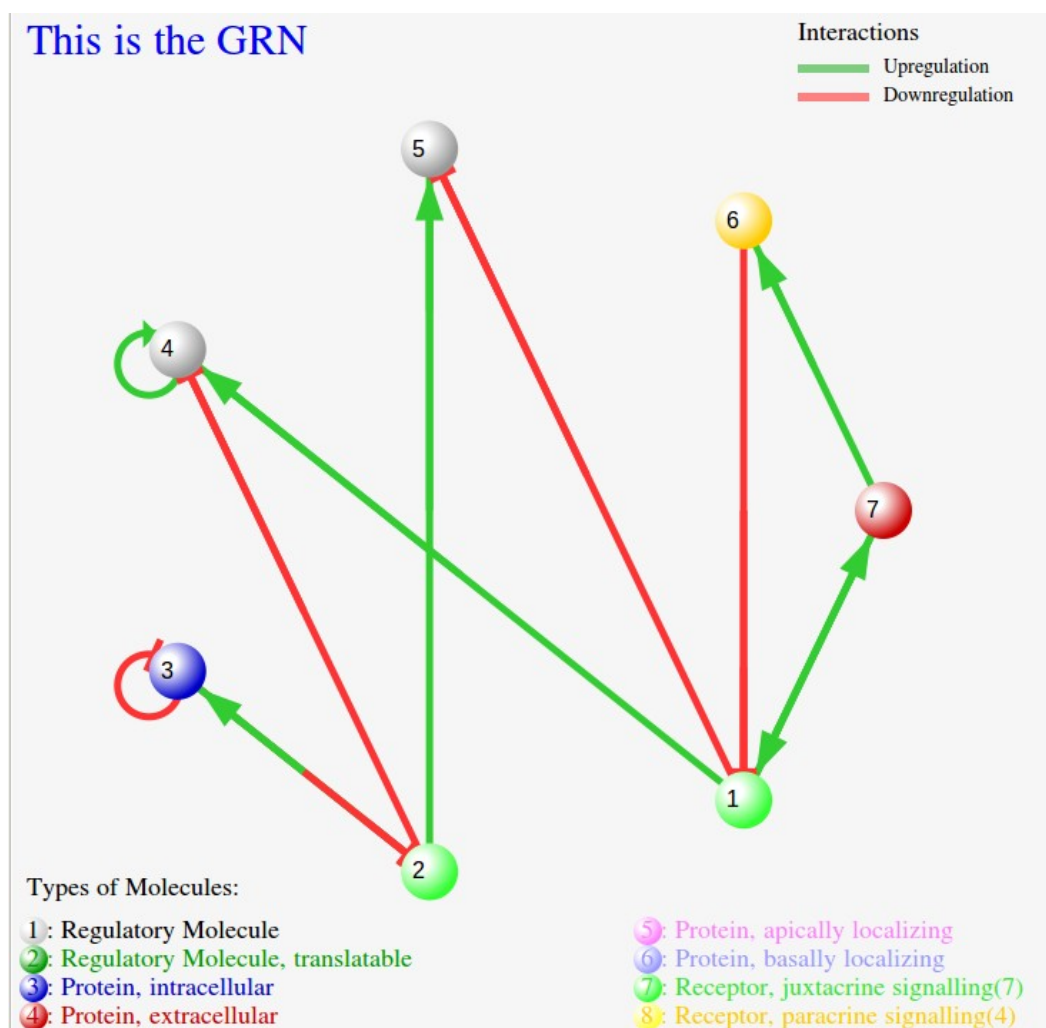 This is the GRN
Interactions
Upregulation
Downregulation
5
6
4
7
3
1
2
Types of Molecules:
1: Regulatory Molecule
2: Regulatory Molecule, translatable
3: Protein, intracellular
4: Protein, extracellular
5: Protein, apically localizing
6: Protein, basally localizing
7: Receptor, juxtacrine signalling(7)
8: Receptor, paracrine signalling(4)